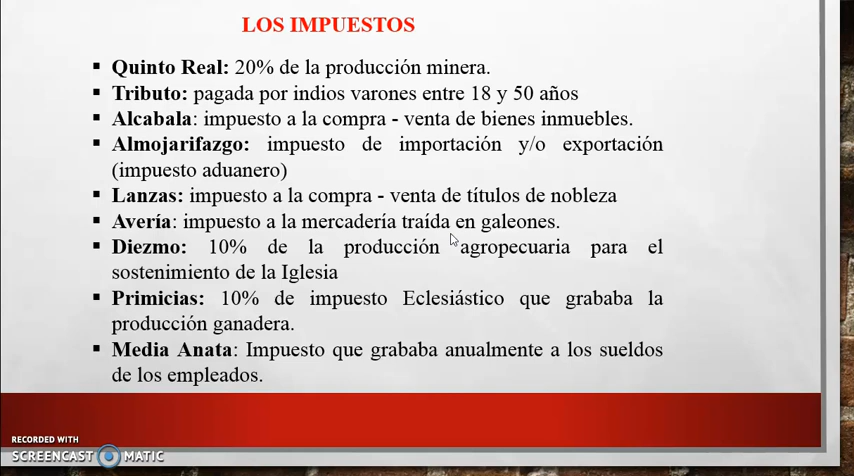 LOS IMPUESTOS
▪ Quinto Real: 20% de la producción minera.
▪ Tributo: pagada por indios varones entre 18 y 50 años
▪ Alcabala: impuesto a la compra - venta de bienes inmuebles.
▪ Almojarifazgo: impuesto de importación y/o exportación
(impuesto aduanero)
▪ Lanzas: impuesto a la compra - venta de títulos de nobleza
▪ Avería: impuesto a la mercadería traída en galeones.
▪ Diezmo: 10% de la producción agropecuaria para el
sostenimiento de la Iglesia
▪ Primicias: 10% de impuesto Eclesiástico que grababa la
producción ganadera.
▪ Media Anata: Impuesto que grababa anualmente a los sueldos
de los empleados.
RECORDED WITH
SCREENCAST MATIC